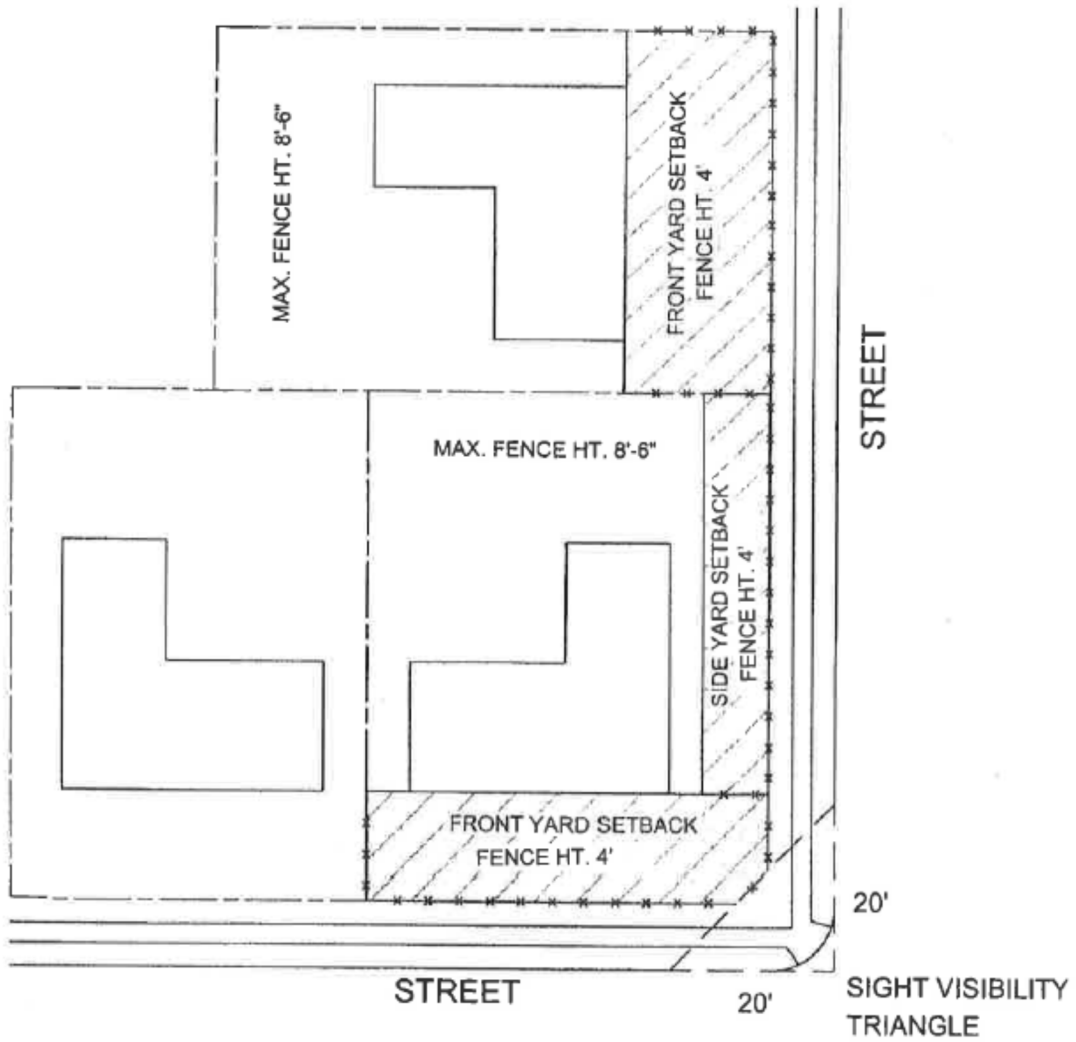 MAX. FENCE HT. 8'-6"
FRONT YARD SETBACK
FENCE HT. 4'
STREET
MAX. FENCE HT. 8'-6"
SIDE YARD SETBACK
FENCE HT. 4'
FRONT YARD SETBACK
FENCE HT. 4'
20'
STREET
20'
SIGHT VISIBILITY
TRIANGLE